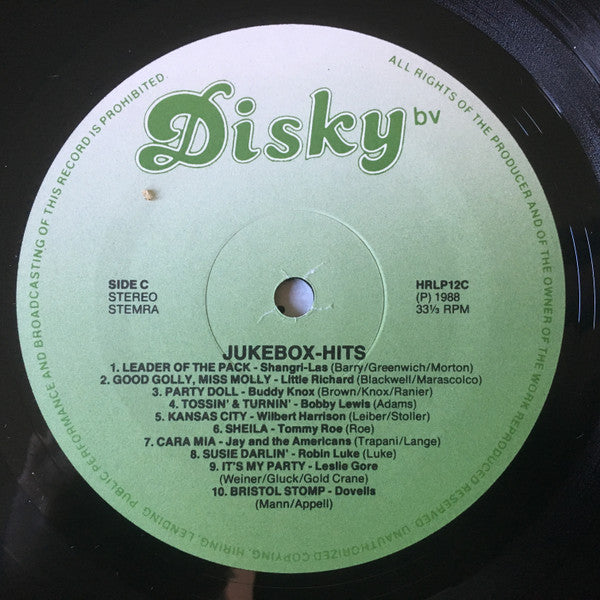 Disky bv
ALL RIGHTS OF THE PRODUCER AND OF THE OWNER OF THE WORK REPRODUCED RESERVED. UNAUTHORIZED COPYING, HIRING, LENDING, PUBLIC PERFORMANCE AND BROADCASTING OF THIS RECORD IS PROHIBITED.
SIDE C
STEREO
STEMRA
HRLP12C
(P) 1988
33⅓ RPM
JUKEBOX-HITS
1. LEADER OF THE PACK - Shangri-Las (Barry/Greenwich/Morton)
2. GOOD GOLLY, MISS MOLLY - Little Richard (Blackwell/Marascolco)
3. PARTY DOLL - Buddy Knox (Brown/Knox/Ranier)
4. TOSSIN' & TURNIN' - Bobby Lewis (Adams)
5. KANSAS CITY - Wilbert Harrison (Leiber/Stoller)
6. SHEILA - Tommy Roe (Roe)
7. CARA MIA - Jay and the Americans (Trapani/Lange)
8. SUSIE DARLIN' - Robin Luke (Luke)
9. IT'S MY PARTY - Leslie Gore
(Weiner/Gluck/Gold Crane)
10. BRISTOL STOMP - Dovells
(Mann/Appell)